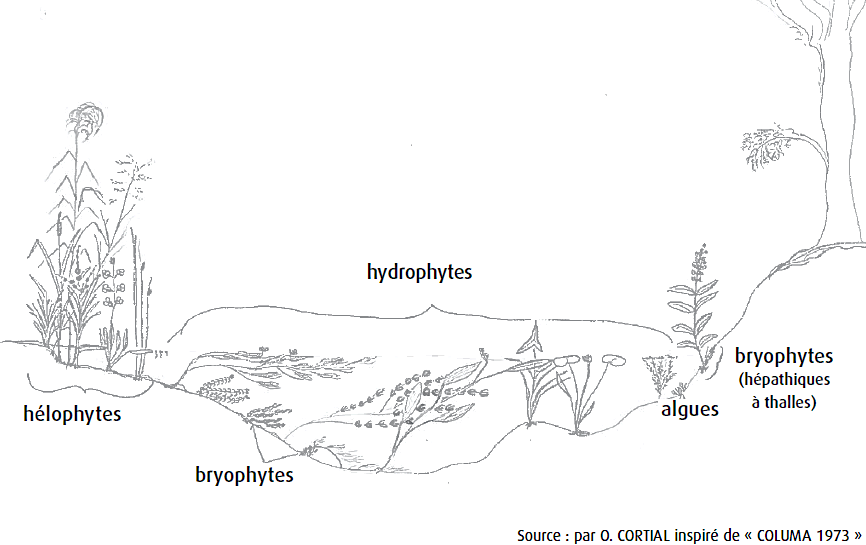 hydrophytes
bryophytes
(hépathiques
à thalles)
hélophytes
algues
bryophytes
Source : par O. CORTIAL inspiré de « COLUMA 1973 »